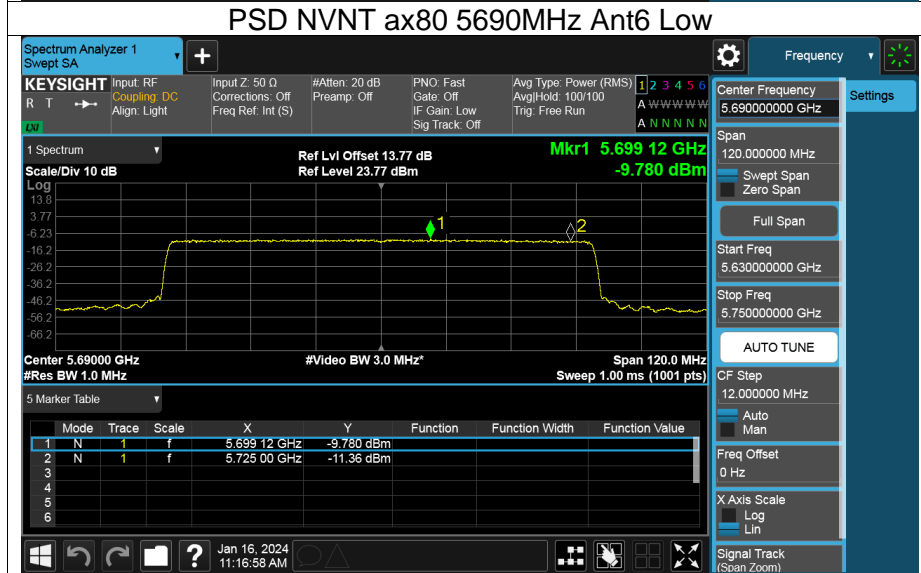 PSD NVNT ax80 5690MHz Ant6 Low
Spectrum Analyzer 1
Swept SA
+
Frequency
KEYSIGHT
R T
LXI
Input: RF
Coupling: DC
Align: Light
Input Z: 50 Ω
Corrections: Off
Freq Ref: Int (S)
#Atten: 20 dB
Preamp: Off
PNO: Fast
Gate: Off
IF Gain: Low
Sig Track: Off
Avg Type: Power (RMS)
Avg|Hold: 100/100
Trig: Free Run
1 2 3 4 5 6
A W W W W W
A N N N N N
1 Spectrum
Scale/Div 10 dB
Ref Lvl Offset 13.77 dB
Ref Level 23.77 dBm
Mkr1 5.699 12 GHz
-9.780 dBm
Log
13.8
3.77
-6.23
-16.2
-26.2
-36.2
-46.2
-56.2
-66.2
1
2
Center 5.69000 GHz
#Res BW 1.0 MHz
#Video BW 3.0 MHz*
Span 120.0 MHz
Sweep 1.00 ms (1001 pts)
5 Marker Table
Mode Trace Scale X Y Function Function Width Function Value
1 N 1 f 5.699 12 GHz -9.780 dBm
2 N 1 f 5.725 00 GHz -11.36 dBm
3
4
5
6
?
Jan 16, 2024
11:16:58 AM
Center Frequency
5.690000000 GHz
Settings
Span
120.000000 MHz
Swept Span
Zero Span
Full Span
Start Freq
5.630000000 GHz
Stop Freq
5.750000000 GHz
AUTO TUNE
CF Step
12.000000 MHz
Auto
Man
Freq Offset
0 Hz
X Axis Scale
Log
Lin
Signal Track
(Span Zoom)